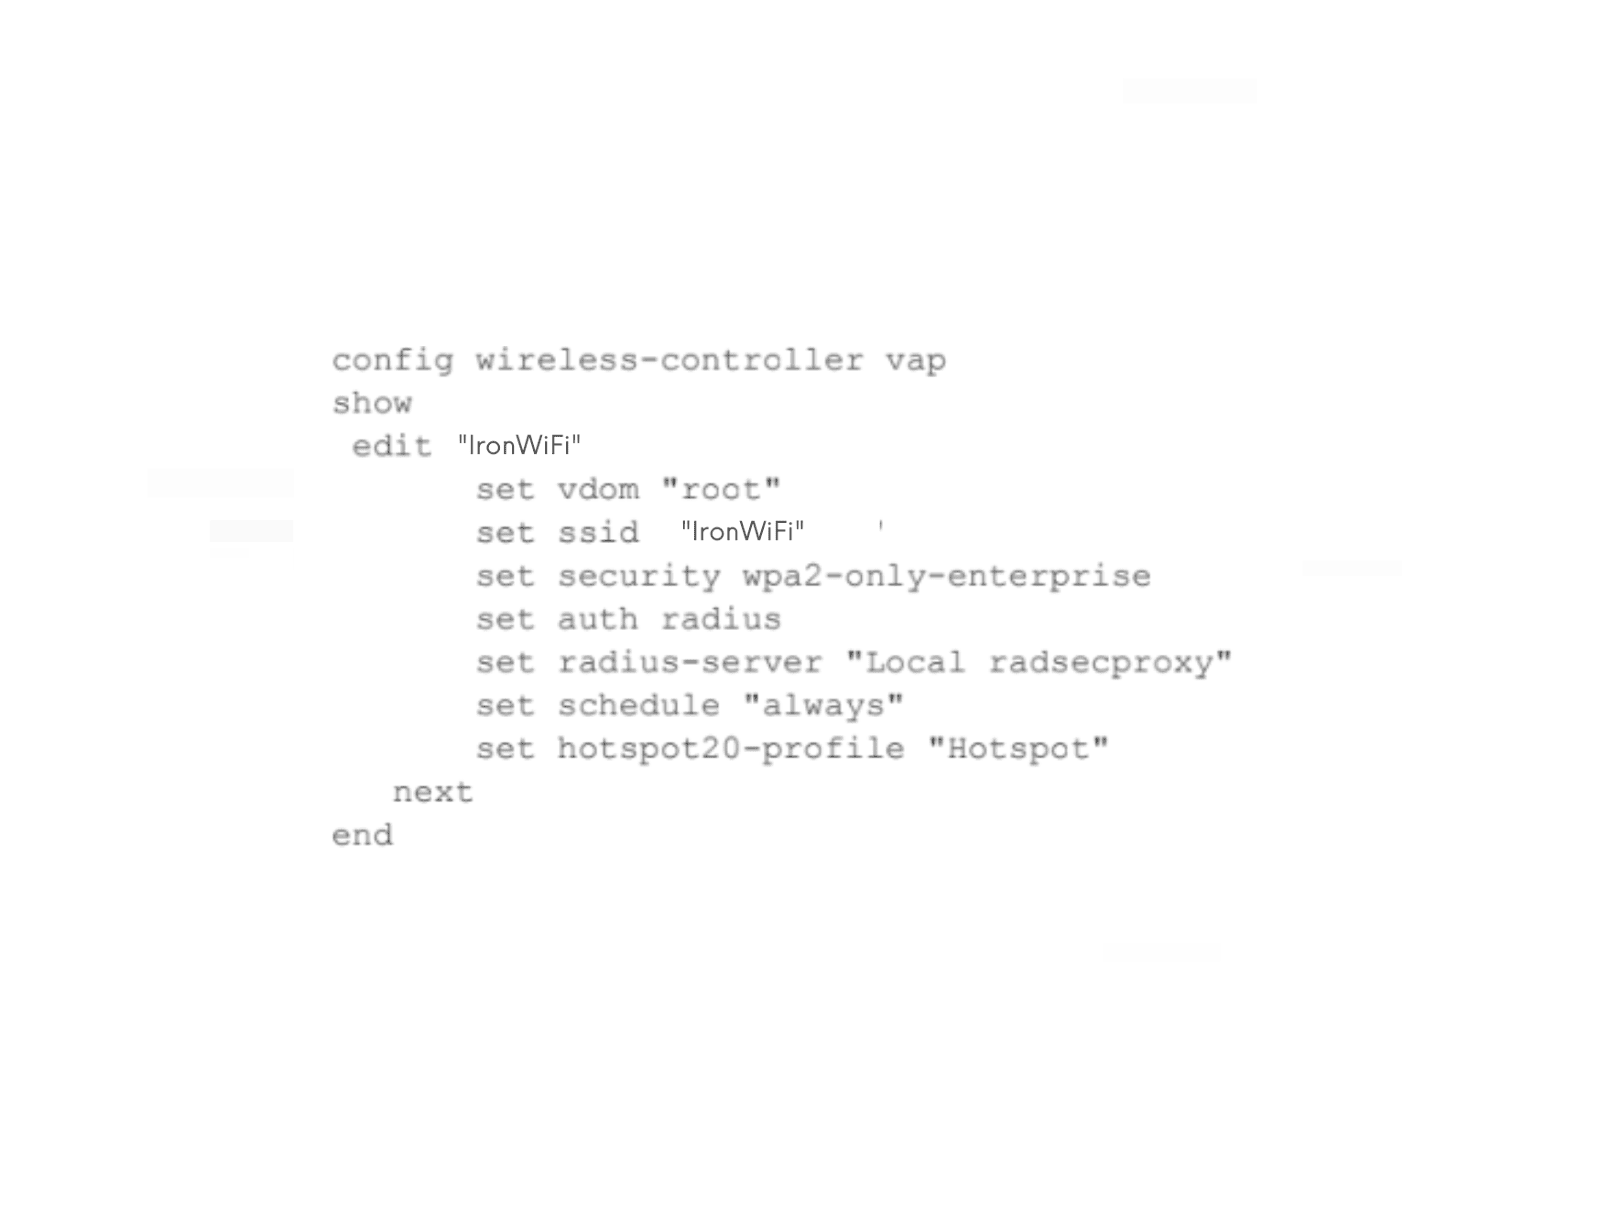 config wireless-controller vap
show
edit "IronWiFi"
set vdom "root"
set ssid "IronWiFi" '
set security wpa2-only-enterprise
set auth radius
set radius-server "Local radsecproxy"
set schedule "always"
set hotspot20-profile "Hotspot"
next
end